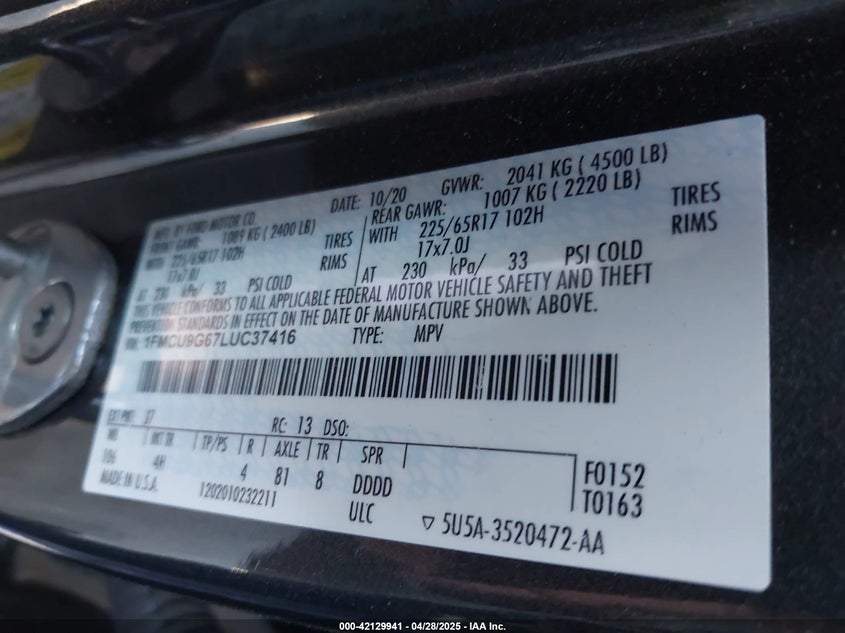 MFD. BY FORD MOTOR CO. DATE: 10/20 GVWR: 2041 KG ( 4500 LB)
FRONT GAWR: 1089 KG ( 2400 LB) REAR GAWR: 1007 KG ( 2220 LB)
WITH 225/65R17 102H TIRES WITH 225/65R17 102H TIRES
17x7.0J RIMS 17x7.0J RIMS
AT 230 kPa/ 33 PSI COLD AT 230 kPa/ 33 PSI COLD
THIS VEHICLE CONFORMS TO ALL APPLICABLE FEDERAL MOTOR VEHICLE SAFETY AND THEFT
PREVENTION STANDARDS IN EFFECT ON THE DATE OF MANUFACTURE SHOWN ABOVE.
VIN: 1FMCU9G67LUC37416 TYPE: MPV
EXT PNT: J7 RC: 13 DSO:
WB INT TR TP/PS R AXLE TR SPR
106 4H 4 81 8 DDDD
F0152
T0163
MADE IN U.S.A. 120201023221 1 ULC
5U5A-3520472-AA
000-42129941 - 04/28/2025 - IAA Inc.